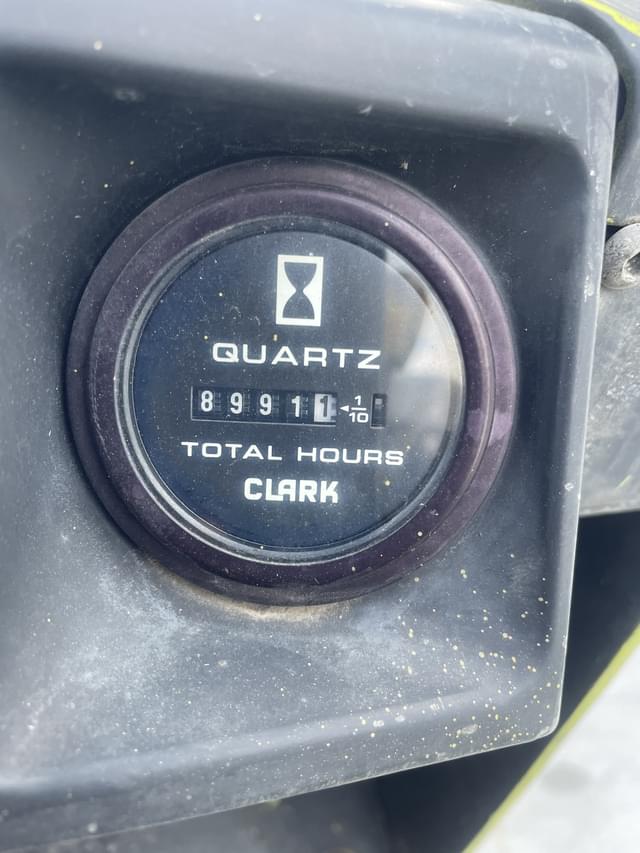 QUARTZ
89911 ◄1/10
TOTAL HOURS
CLARK